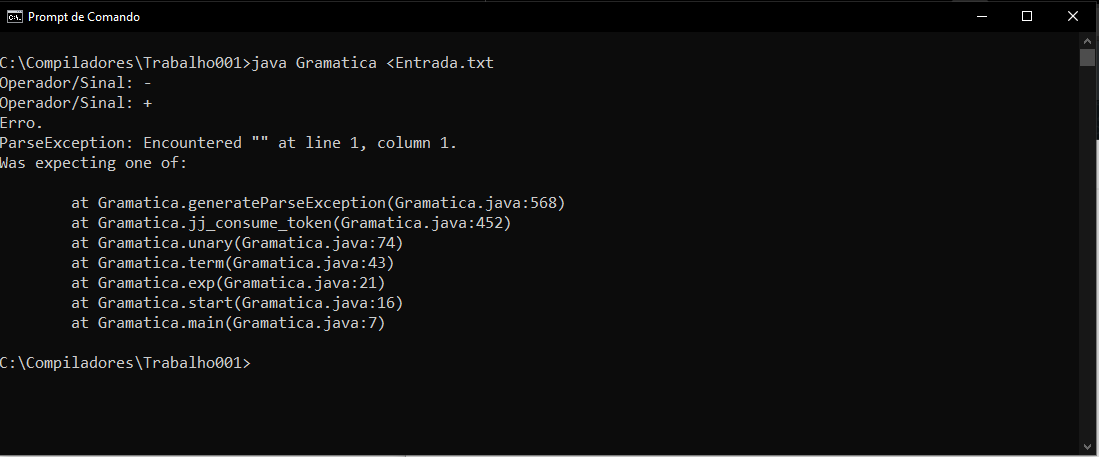 Prompt de Comando
C:\Compiladores\Trabalho001>java Gramatica <Entrada.txt
Operador/Sinal: -
Operador/Sinal: +
Erro.
ParseException: Encountered "" at line 1, column 1.
Was expecting one of:
at Gramatica.generateParseException(Gramatica.java:568)
at Gramatica.jj_consume_token(Gramatica.java:452)
at Gramatica.unary(Gramatica.java:74)
at Gramatica.term(Gramatica.java:43)
at Gramatica.exp(Gramatica.java:21)
at Gramatica.start(Gramatica.java:16)
at Gramatica.main(Gramatica.java:7)
C:\Compiladores\Trabalho001>